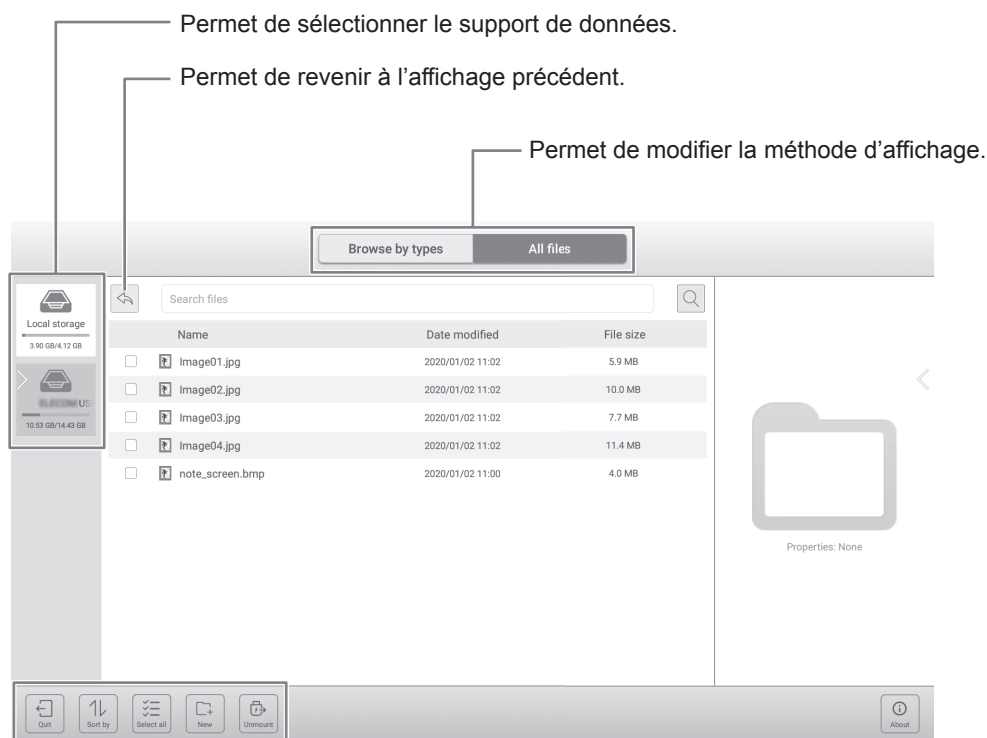 Permet de sélectionner le support de données.
Permet de revenir à l’affichage précédent.
Permet de modifier la méthode d’affichage.
Browse by types All files
Local storage
3.90 GB/4.12 GB
US
10.53 GB/14.43 GB
Search files
Name Date modified File size
Image01.jpg 2020/01/02 11:02 5.9 MB
Image02.jpg 2020/01/02 11:02 10.0 MB
Image03.jpg 2020/01/02 11:02 7.7 MB
Image04.jpg 2020/01/02 11:02 11.4 MB
note_screen.bmp 2020/01/02 11:00 4.0 MB
Properties: None
Quit Sort by Select all New Unmount About